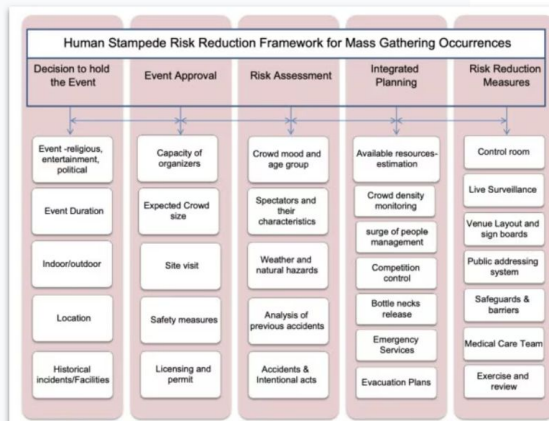 Human Stampede Risk Reduction Framework for Mass Gathering Occurrences
Decision to hold
the Event
Event -religious,
entertainment,
political
Event Duration
Indoor/outdoor
Location
Historical
incidents/Facilities
Event Approval
Capacity of
organizers
Expected Crowd
size
Site visit
Safety measures
Licensing and
permit
Risk Assessment
Crowd mood and
age group
Spectators and
their
characteristics
Weather and
natural hazards
Analysis of
previous accidents
Accidents &
Intentional acts
Integrated
Planning
Available resources-
estimation
Crowd density
monitoring
surge of people
management
Competition
control
Bottle necks
release
Emergency
Services
Evacuation Plans
Risk Reduction
Measures
Control room
Live Surveillance
Venue Layout and
sign boards
Public addressing
system
Safeguards &
barriers
Medical Care Team
Exercise and
review